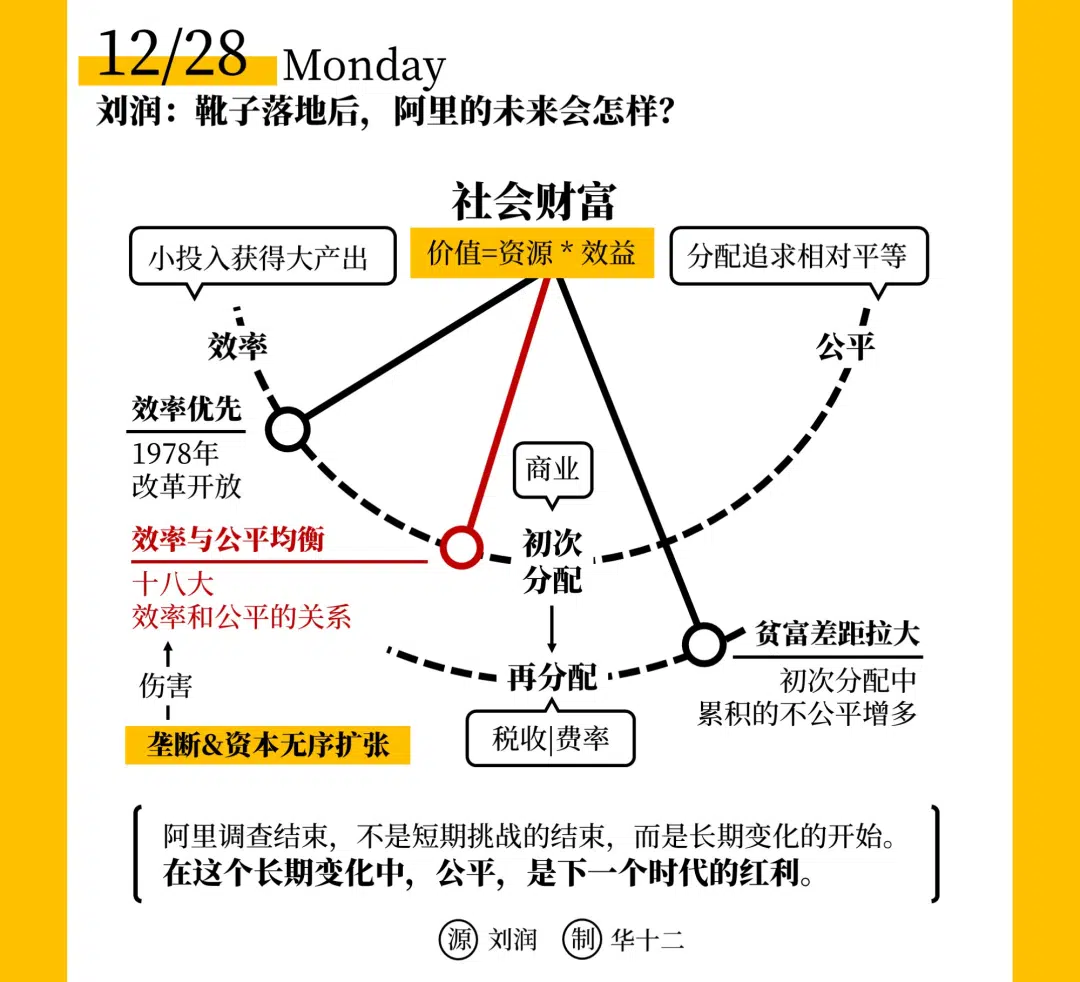 12/28 Monday
刘润：靴子落地后，阿里的未来会怎样？
社会财富
小投入获得大产出
价值=资源 * 效益
分配追求相对平等
效率
公平
效率优先
1978年
改革开放
商业
效率与公平均衡
十八大
效率和公平的关系
初次
分配
伤害
垄断&资本无序扩张
再分配
税收|费率
贫富差距拉大
初次分配中
累积的不公平增多
阿里调查结束，不是短期挑战的结束，而是长期变化的开始。
在这个长期变化中，公平，是下一个时代的红利。
源 刘润 制 华十二